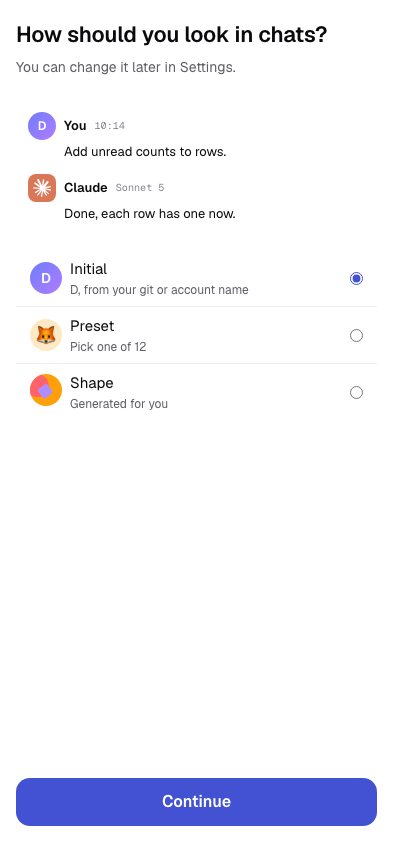 How should you look in chats?
You can change it later in Settings.
D
You 10:14
Add unread counts to rows.
Claude Sonnet 5
Done, each row has one now.
D
Initial
D, from your git or account name
Preset
Pick one of 12
Shape
Generated for you
Continue